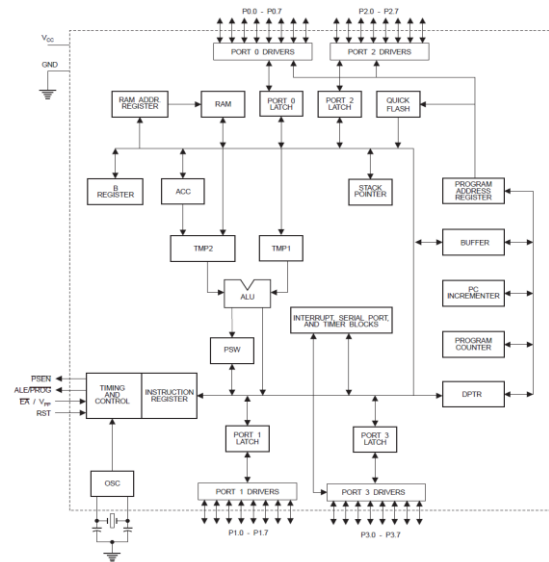 P0.0 - P0.7
P2.0 - P2.7
VCC
GND
PORT 0 DRIVERS
PORT 2 DRIVERS
RAM ADDR.
REGISTER
RAM
PORT 0
LATCH
PORT 2
LATCH
QUICK
FLASH
B
REGISTER
ACC
STACK
POINTER
PROGRAM
ADDRESS
REGISTER
TMP2
TMP1
BUFFER
ALU
PC
INCREMENTER
INTERRUPT, SERIAL PORT,
AND TIMER BLOCKS
PSW
PROGRAM
COUNTER
PSEN
ALE/PROG
EA / VPP
RST
TIMING
AND
CONTROL
INSTRUCTION
REGISTER
DPTR
PORT 1
LATCH
PORT 3
LATCH
OSC
PORT 1 DRIVERS
PORT 3 DRIVERS
P1.0 - P1.7
P3.0 - P3.7